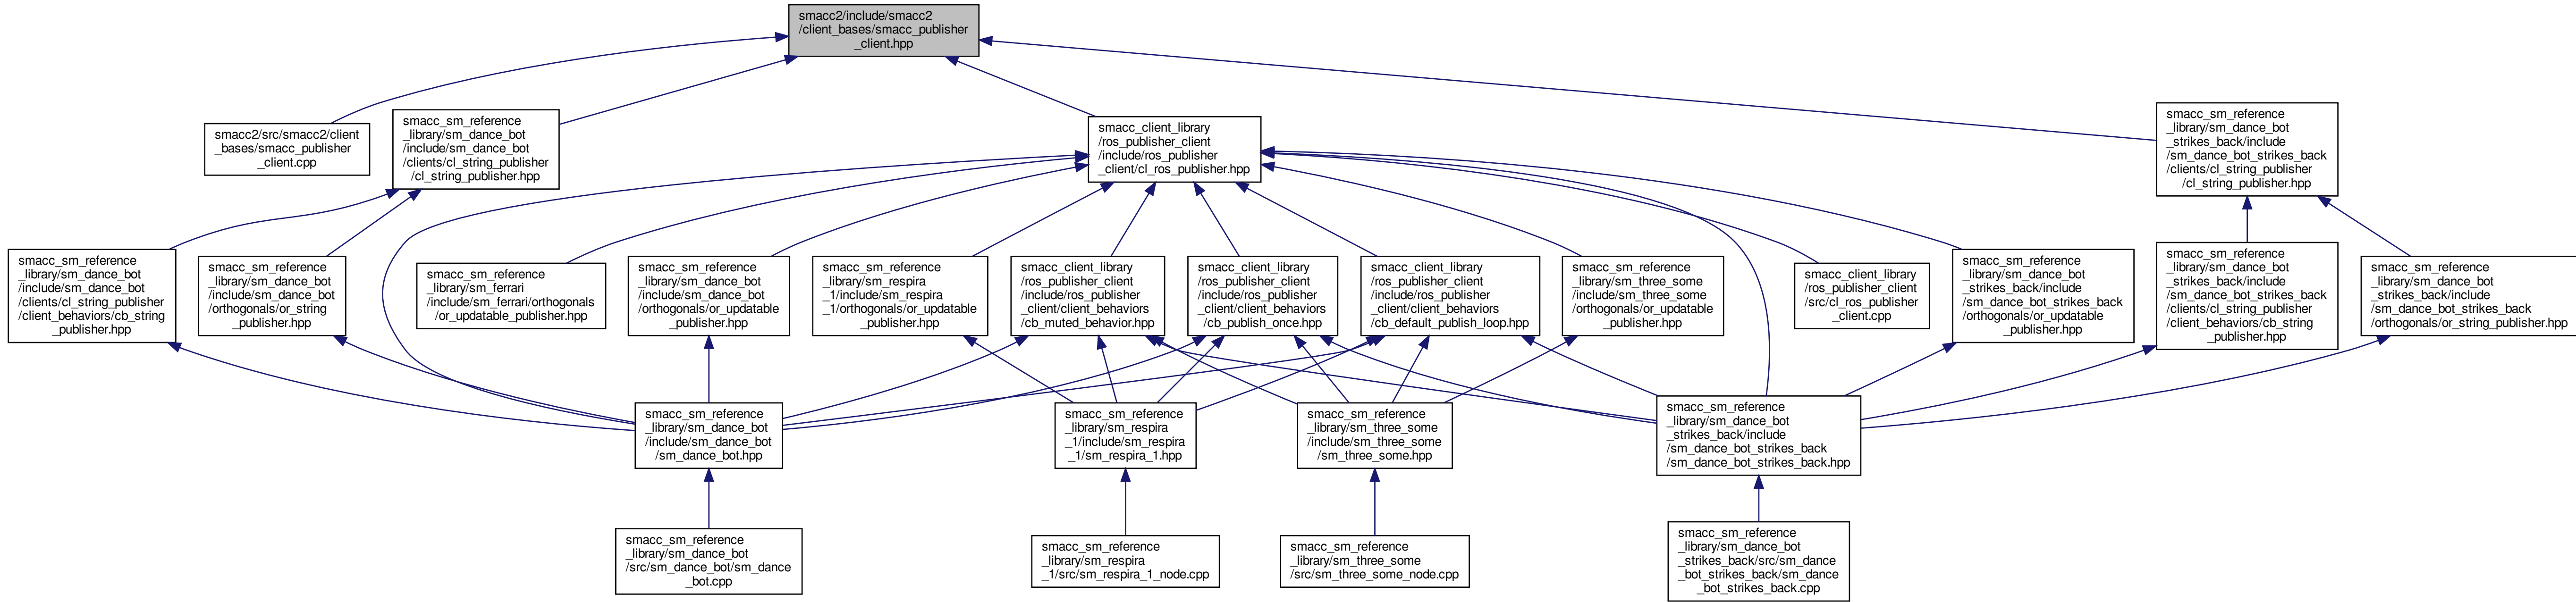 smacc2/include/smacc2
/client_bases/smacc_publisher
_client.hpp
smacc2/src/smacc2/client
_bases/smacc_publisher
_client.cpp
smacc_sm_reference
_library/sm_dance_bot
/include/sm_dance_bot
/clients/cl_string_publisher
/cl_string_publisher.hpp
smacc_client_library
/ros_publisher_client
/include/ros_publisher
_client/cl_ros_publisher.hpp
smacc_sm_reference
_library/sm_dance_bot
_strikes_back/include
/sm_dance_bot_strikes_back
/clients/cl_string_publisher
/cl_string_publisher.hpp
smacc_sm_reference
_library/sm_dance_bot
/include/sm_dance_bot
/clients/cl_string_publisher
/client_behaviors/cb_string
_publisher.hpp
smacc_sm_reference
_library/sm_dance_bot
/include/sm_dance_bot
/orthogonals/or_string
_publisher.hpp
smacc_sm_reference
_library/sm_ferrari
/include/sm_ferrari/orthogonals
/or_updatable_publisher.hpp
smacc_sm_reference
_library/sm_dance_bot
/include/sm_dance_bot
/orthogonals/or_updatable
_publisher.hpp
smacc_sm_reference
_library/sm_respira
_1/include/sm_respira
_1/orthogonals/or_updatable
_publisher.hpp
smacc_client_library
/ros_publisher_client
/include/ros_publisher
_client/client_behaviors
/cb_muted_behavior.hpp
smacc_client_library
/ros_publisher_client
/include/ros_publisher
_client/client_behaviors
/cb_publish_once.hpp
smacc_client_library
/ros_publisher_client
/include/ros_publisher
_client/client_behaviors
/cb_default_publish_loop.hpp
smacc_sm_reference
_library/sm_three_some
/include/sm_three_some
/orthogonals/or_updatable
_publisher.hpp
smacc_client_library
/ros_publisher_client
/src/cl_ros_publisher
_client.cpp
smacc_sm_reference
_library/sm_dance_bot
_strikes_back/include
/sm_dance_bot_strikes_back
/orthogonals/or_updatable
_publisher.hpp
smacc_sm_reference
_library/sm_dance_bot
_strikes_back/include
/sm_dance_bot_strikes_back
/clients/cl_string_publisher
/client_behaviors/cb_string
_publisher.hpp
smacc_sm_reference
_library/sm_dance_bot
_strikes_back/include
/sm_dance_bot_strikes_back
/orthogonals/or_string_publisher.hpp
smacc_sm_reference
_library/sm_dance_bot
/include/sm_dance_bot
/sm_dance_bot.hpp
smacc_sm_reference
_library/sm_respira
_1/include/sm_respira
_1/sm_respira_1.hpp
smacc_sm_reference
_library/sm_three_some
/include/sm_three_some
/sm_three_some.hpp
smacc_sm_reference
_library/sm_dance_bot
_strikes_back/include
/sm_dance_bot_strikes_back
/sm_dance_bot_strikes_back.hpp
smacc_sm_reference
_library/sm_dance_bot
/src/sm_dance_bot/sm_dance
_bot.cpp
smacc_sm_reference
_library/sm_respira
_1/src/sm_respira_1_node.cpp
smacc_sm_reference
_library/sm_three_some
/src/sm_three_some_node.cpp
smacc_sm_reference
_library/sm_dance_bot
_strikes_back/src/sm_dance
_bot_strikes_back/sm_dance
_bot_strikes_back.cpp